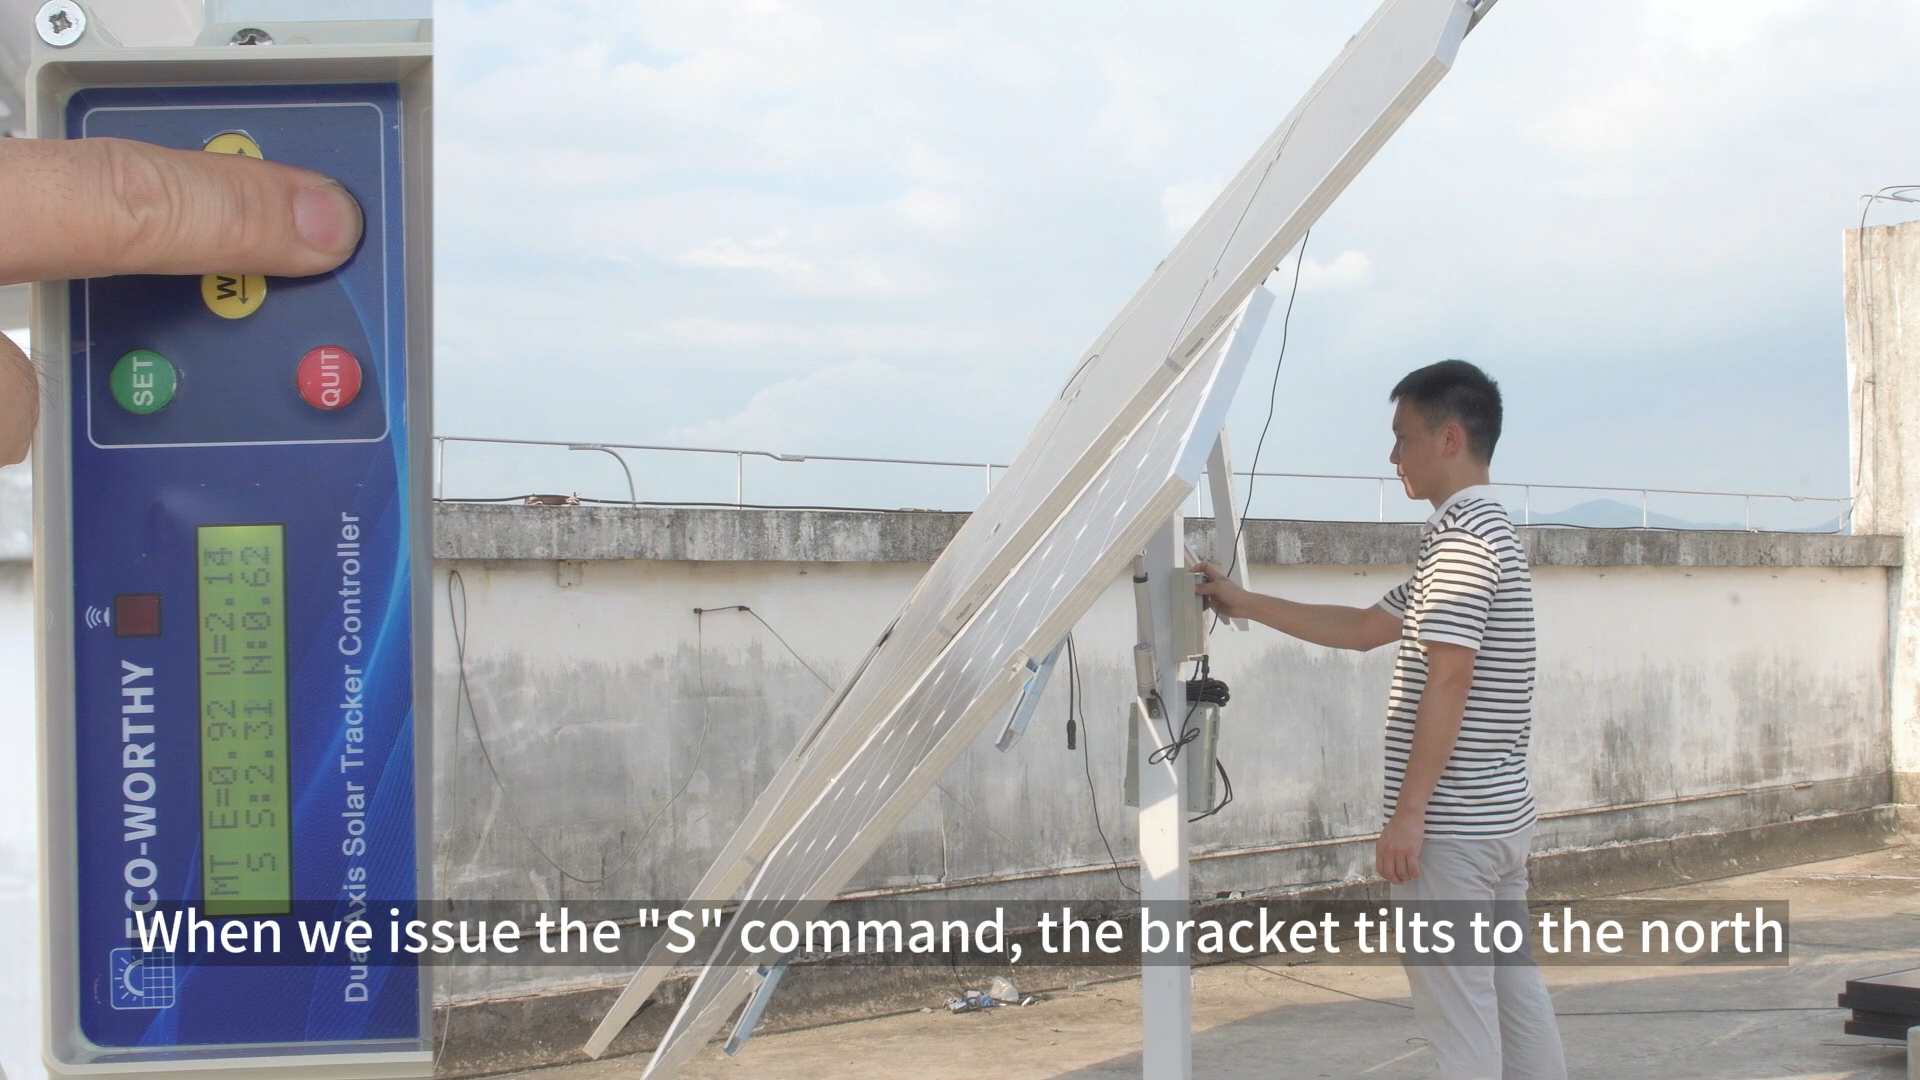 W
SET
QUIT
MT E=0.92 W=2.1
S S:2.31 N:0.62
ECO-WORTHY
Dual Axis Solar Tracker Controller
When we issue the "S" command, the bracket tilts to the north